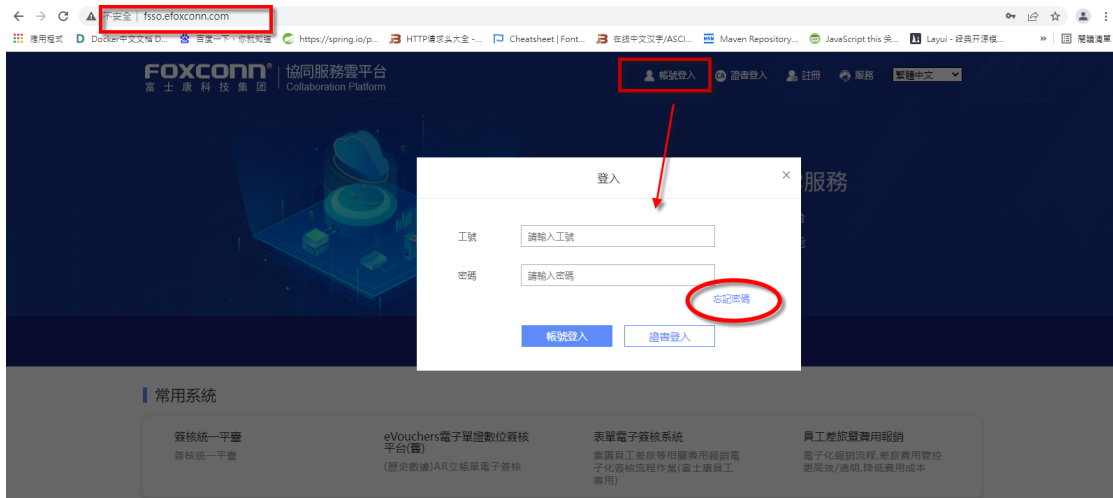 不安全 | fsso.efoxconn.com
應用程式 Docker中文文檔 D... 百度一下，你就知道 https://spring.io/p... HTTP请求头大全 -... Cheatsheet | Font... 在线中文汉字/ASCI... Maven Repository... JavaScript this 关... Layui - 经典开源模... » 閱讀清單
FOXCONN® 協同服務雲平台 帳號登入 證書登入 註冊 服務 繁體中文
富士康科技集团 Collaboration Platform
登入 ×
服務
工號 請輸入工號
密碼 請輸入密碼
忘記密碼
帳號登入 證書登入
常用系統
簽核統一平臺 eVouchers電子單證數位簽核 表單電子簽核系統 員工差旅暨費用報銷
平台(舊)
簽核統一平臺 集團員工差旅等相關費用報銷電 電子化報銷流程,差旅費用管控
(歷史數據)AR立帳單電子簽核 子化簽核流程作業(富士康員工 更高效/透明,降低費用成本
專用)